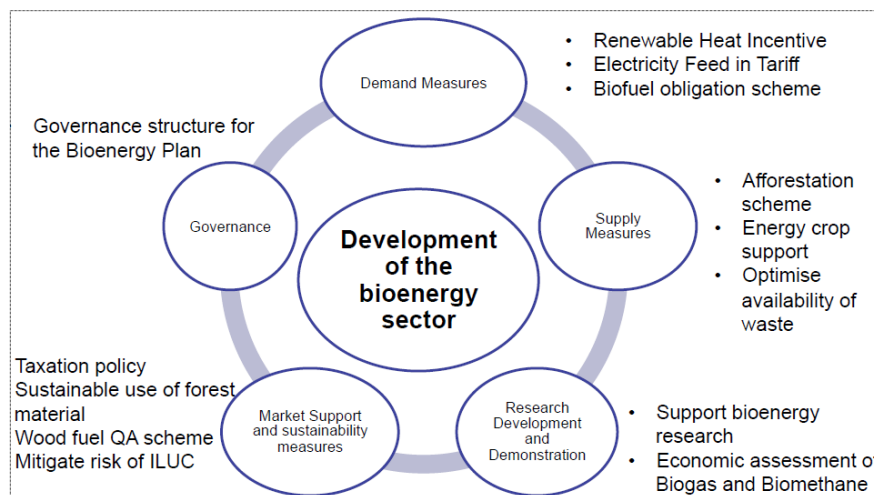 Demand Measures
• Renewable Heat Incentive
• Electricity Feed in Tariff
• Biofuel obligation scheme
Governance structure for
the Bioenergy Plan
Governance
Supply
Measures
• Afforestation
scheme
• Energy crop
support
• Optimise
availability of
waste
Development
of the
bioenergy
sector
Taxation policy
Sustainable use of forest
material
Wood fuel QA scheme
Mitigate risk of ILUC
Market Support
and sustainability
measures
Research
Development
and
Demonstration
• Support bioenergy
research
• Economic assessment of
Biogas and Biomethane